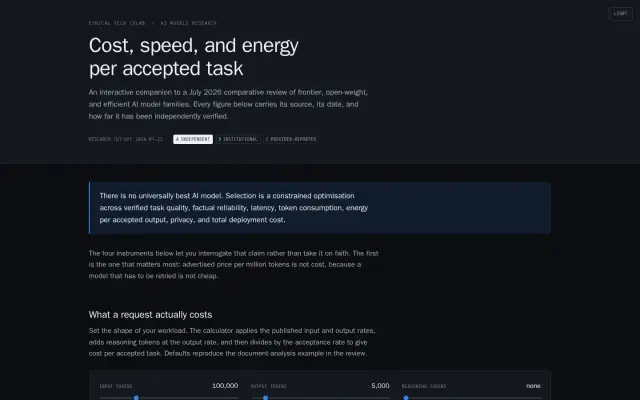 LIGHT
ETHICAL TECH COLAB × AI MODELS RESEARCH
Cost, speed, and energy
per accepted task
An interactive companion to a July 2026 comparative review of frontier, open-weight,
and efficient AI model families. Every figure below carries its source, its date, and
how far it has been independently verified.
RESEARCH CUT-OFF 2026-07-22 A INDEPENDENT B INSTITUTIONAL C PROVIDER-REPORTED
There is no universally best AI model. Selection is a constrained optimisation
across verified task quality, factual reliability, latency, token consumption, energy
per accepted output, privacy, and total deployment cost.
The four instruments below let you interrogate that claim rather than take it on faith. The first
is the one that matters most: advertised price per million tokens is not cost, because a
model that has to be retried is not cheap.
What a request actually costs
Set the shape of your workload. The calculator applies the published input and output rates,
adds reasoning tokens at the output rate, and then divides by the acceptance rate to give
cost per accepted task. Defaults reproduce the document-analysis example in the review.
INPUT TOKENS 100,000 OUTPUT TOKENS 5,000 REASONING TOKENS none